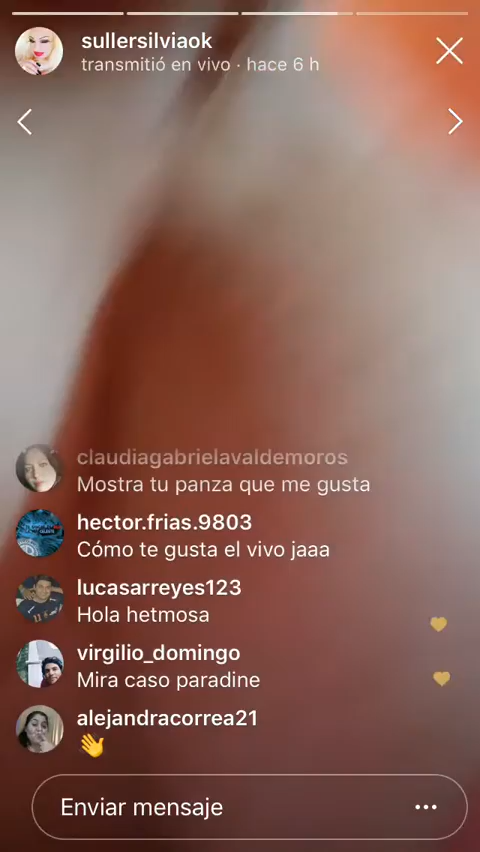 sullersilviaok
transmitió en vivo · hace 6 h
claudiagabrielavaldemoros
Mostra tu panza que me gusta
hector.frias.9803
Cómo te gusta el vivo jaaa
lucasarreyes123
Hola hetmosa
virgilio_domingo
Mira caso paradine
alejandracorrea21
👋
Enviar mensaje